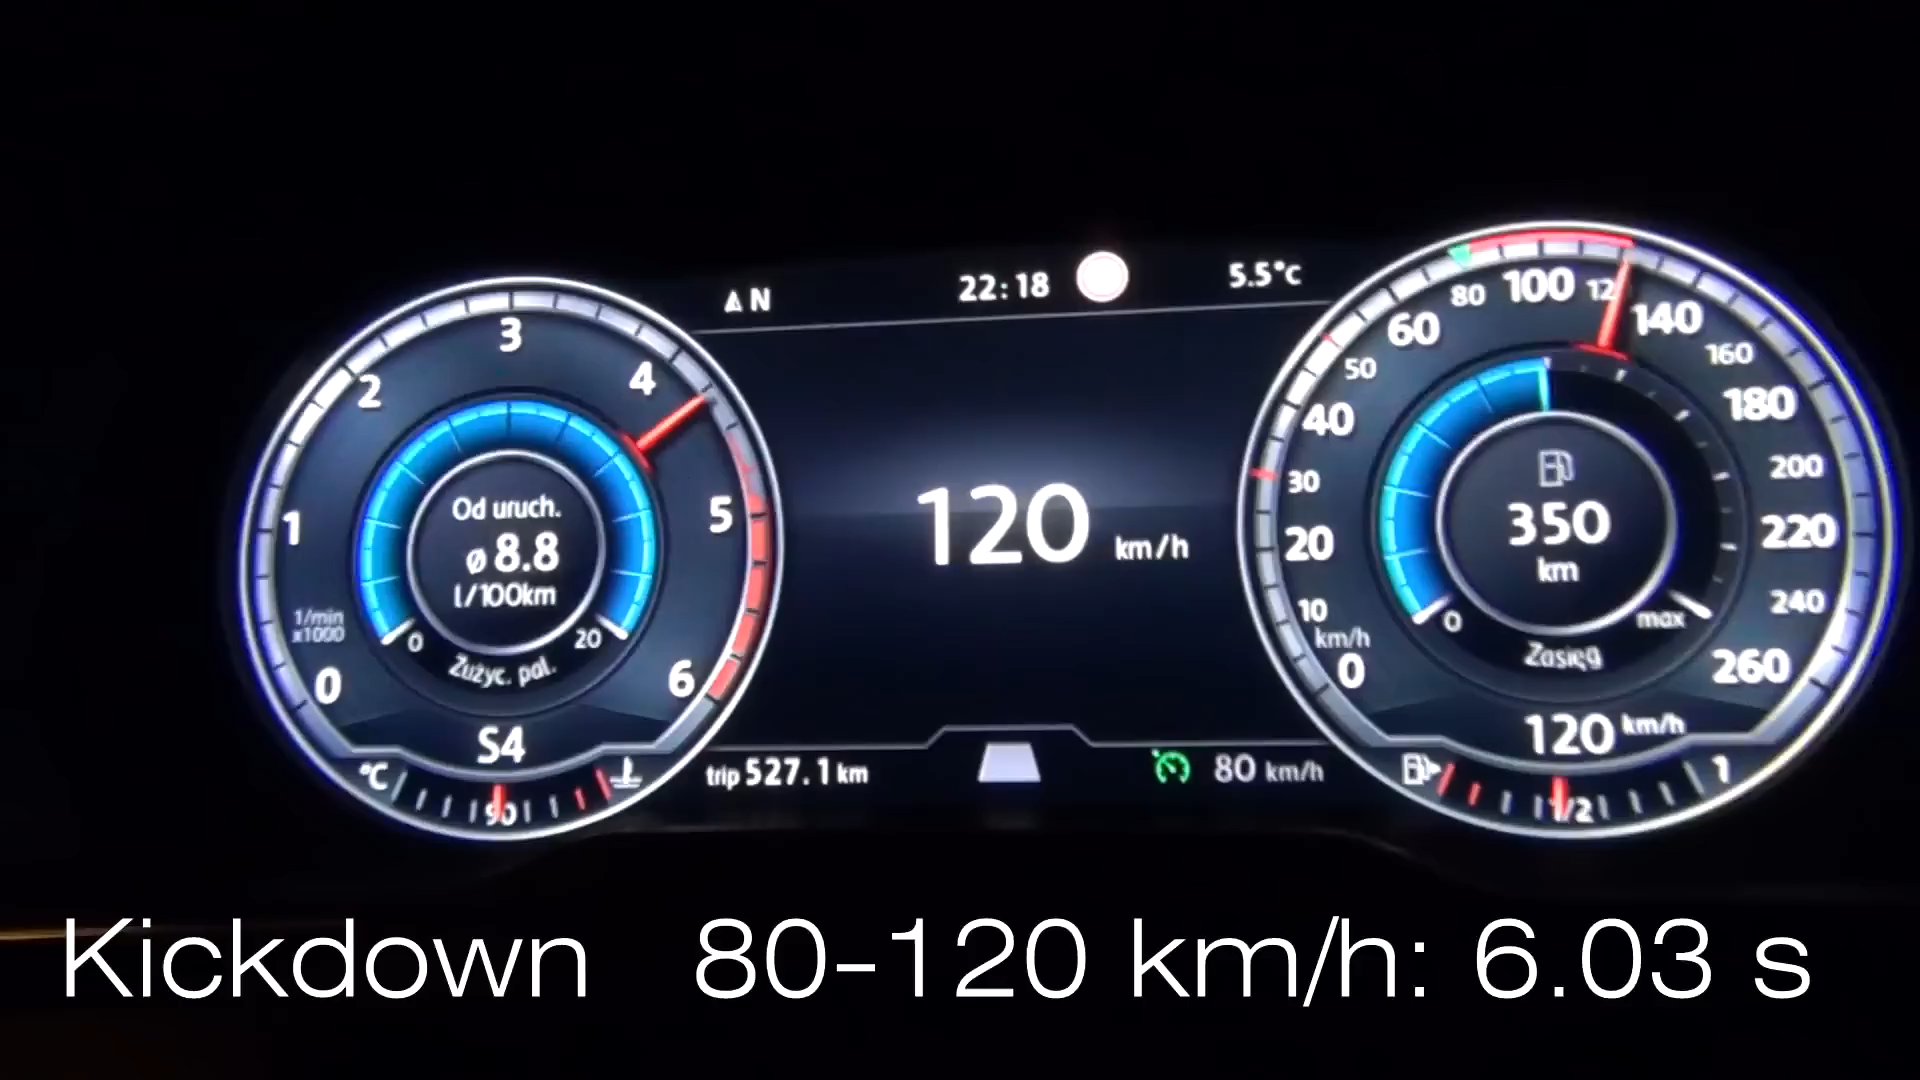 N
22:18
5.5°C
3
2
4
1
5
1/min
x1000
0
6
Od uruch.
ø 8.8
l/100km
0
20
Zużyc. pal.
S4
°C
90
120 km/h
trip 527.1 km
80 km/h
80
100
12
140
60
160
50
180
40
200
30
220
20
240
10
km/h
0
260
350
km
0
max
Zasięg
120 km/h
1/2
1
Kickdown 80-120 km/h: 6.03 s